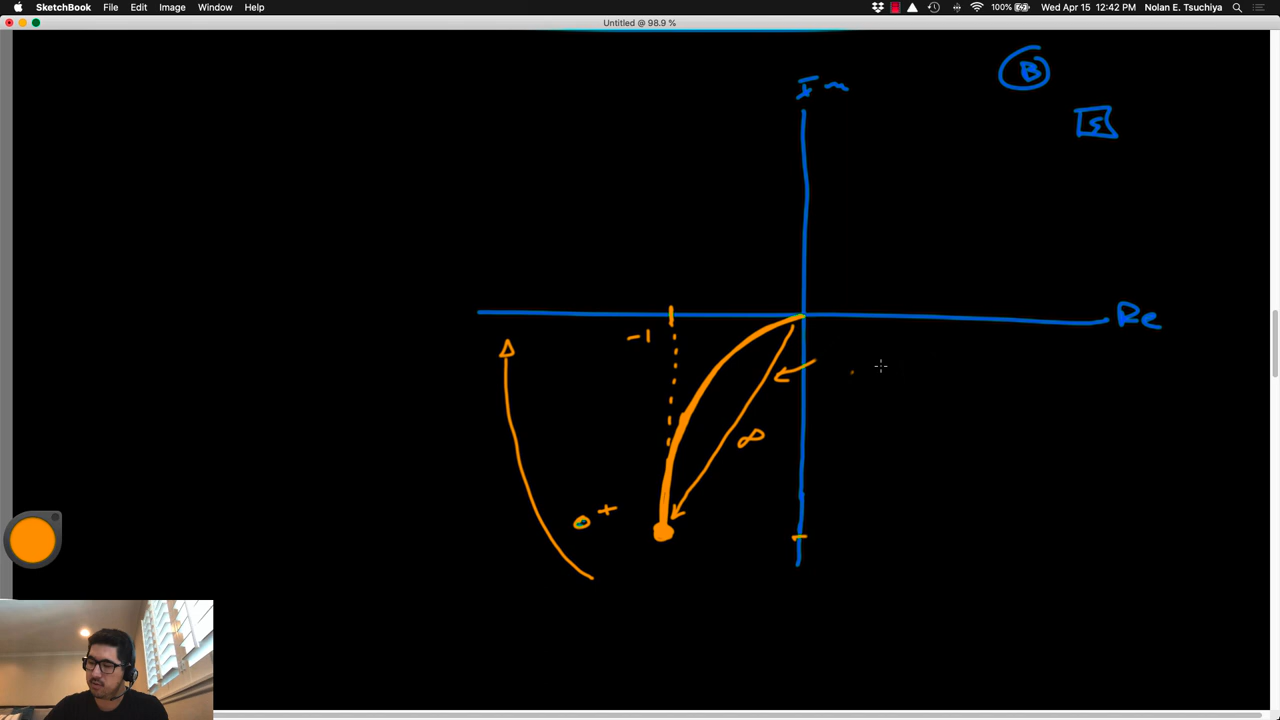 SketchBook File Edit Image Window Help 100% Wed Apr 15 12:42 PM Nolan E. Tsuchiya
Untitled @ 98.9 %
B
Im
S
Re
-1
∞
0+